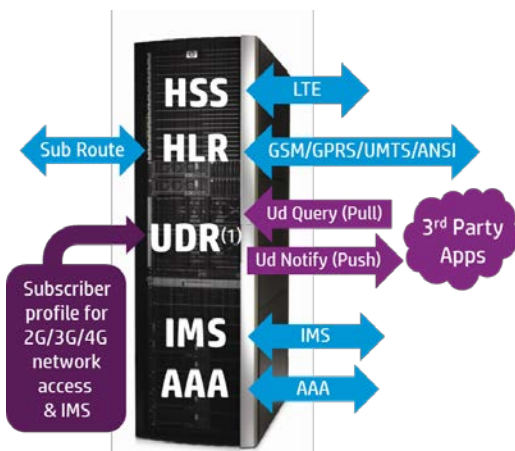 HSS
LTE
Sub Route
HLR
GSM/GPRS/UMTS/ANSI
Ud Query (Pull)
UDR(1)
3rd Party
Apps
Ud Notify (Push)
Subscriber
profile for
2G/3G/4G
network
access
& IMS
IMS
IMS
AAA
AAA